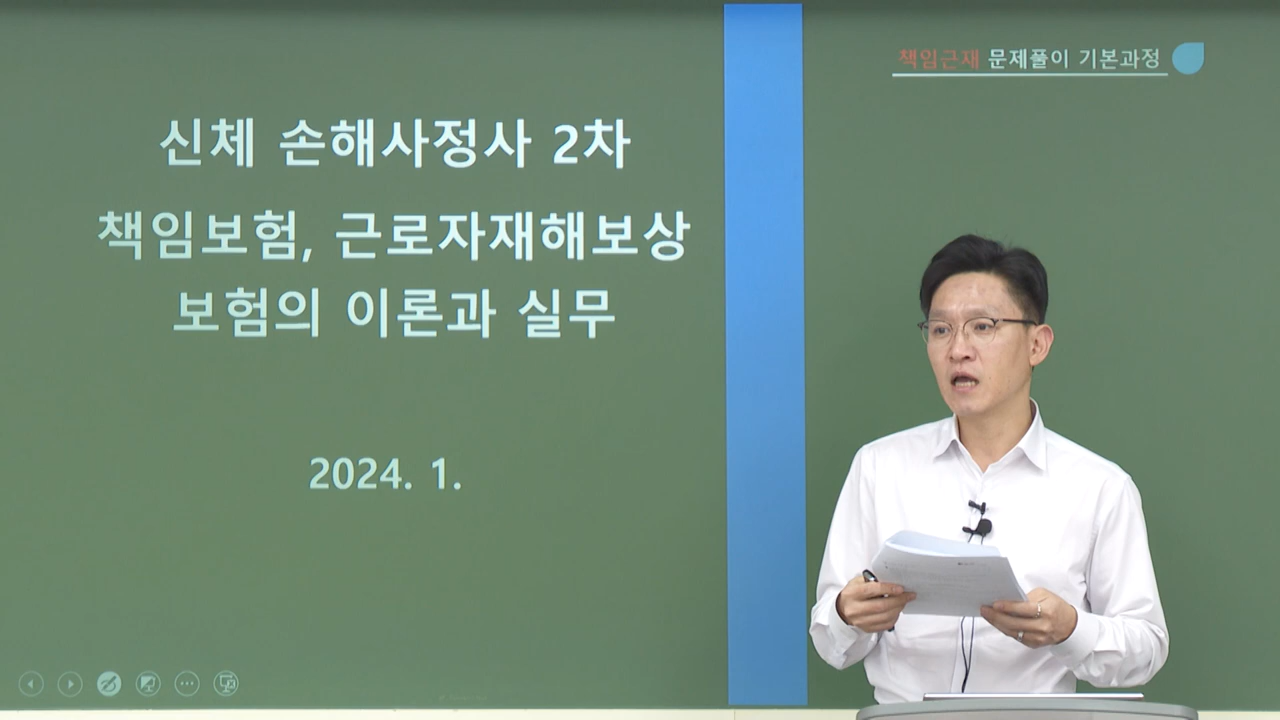 책임근재 문제풀이 기본과정
신체 손해사정사 2차
책임보험, 근로자재해보상
보험의 이론과 실무
2024. 1.